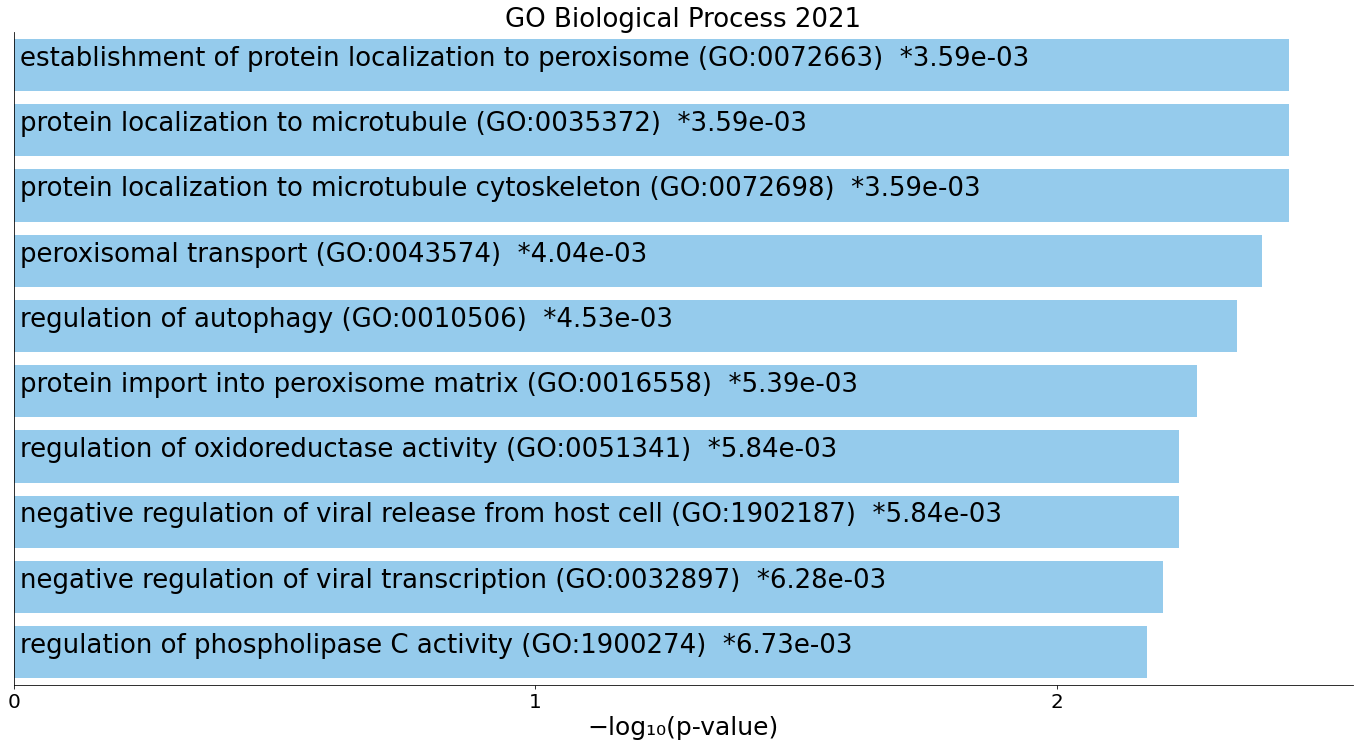 GO Biological Process 2021
establishment of protein localization to peroxisome (GO:0072663)  *3.59e-03
protein localization to microtubule (GO:0035372)  *3.59e-03
protein localization to microtubule cytoskeleton (GO:0072698)  *3.59e-03
peroxisomal transport (GO:0043574)  *4.04e-03
regulation of autophagy (GO:0010506)  *4.53e-03
protein import into peroxisome matrix (GO:0016558)  *5.39e-03
regulation of oxidoreductase activity (GO:0051341)  *5.84e-03
negative regulation of viral release from host cell (GO:1902187)  *5.84e-03
negative regulation of viral transcription (GO:0032897)  *6.28e-03
regulation of phospholipase C activity (GO:1900274)  *6.73e-03
0 1 2
−log₁₀(p-value)